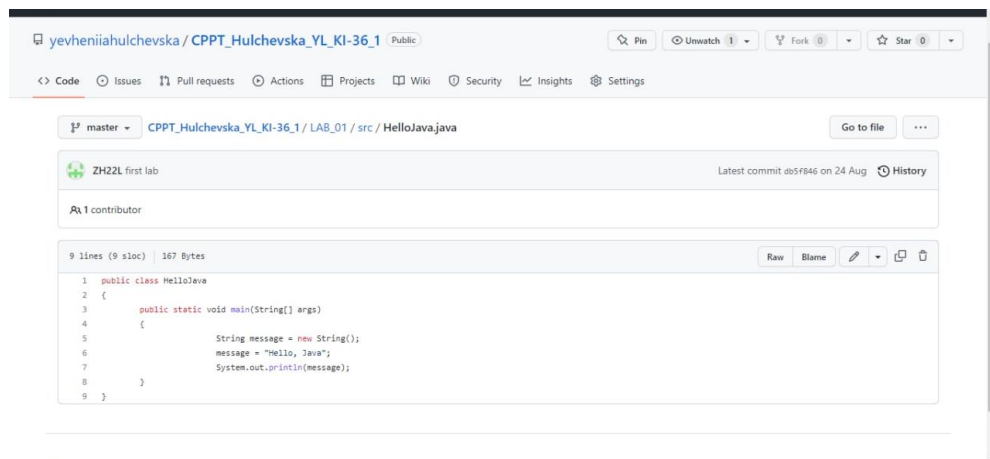 yevheniiahulchevska / CPPT_Hulchevska_YL_KI-36_1 Public
Pin Unwatch 1 Fork 0 Star 0
<> Code Issues Pull requests Actions Projects Wiki Security Insights Settings
master CPPT_Hulchevska_YL_KI-36_1 / LAB_01 / src / HelloJava.java Go to file ...
ZH22L first lab Latest commit db5f846 on 24 Aug History
1 contributor
9 lines (9 sloc) | 167 Bytes Raw Blame
1 public class HelloJava
2 {
3 public static void main(String[] args)
4 {
5 String message = new String();
6 message = "Hello, Java";
7 System.out.println(message);
8 }
9 }